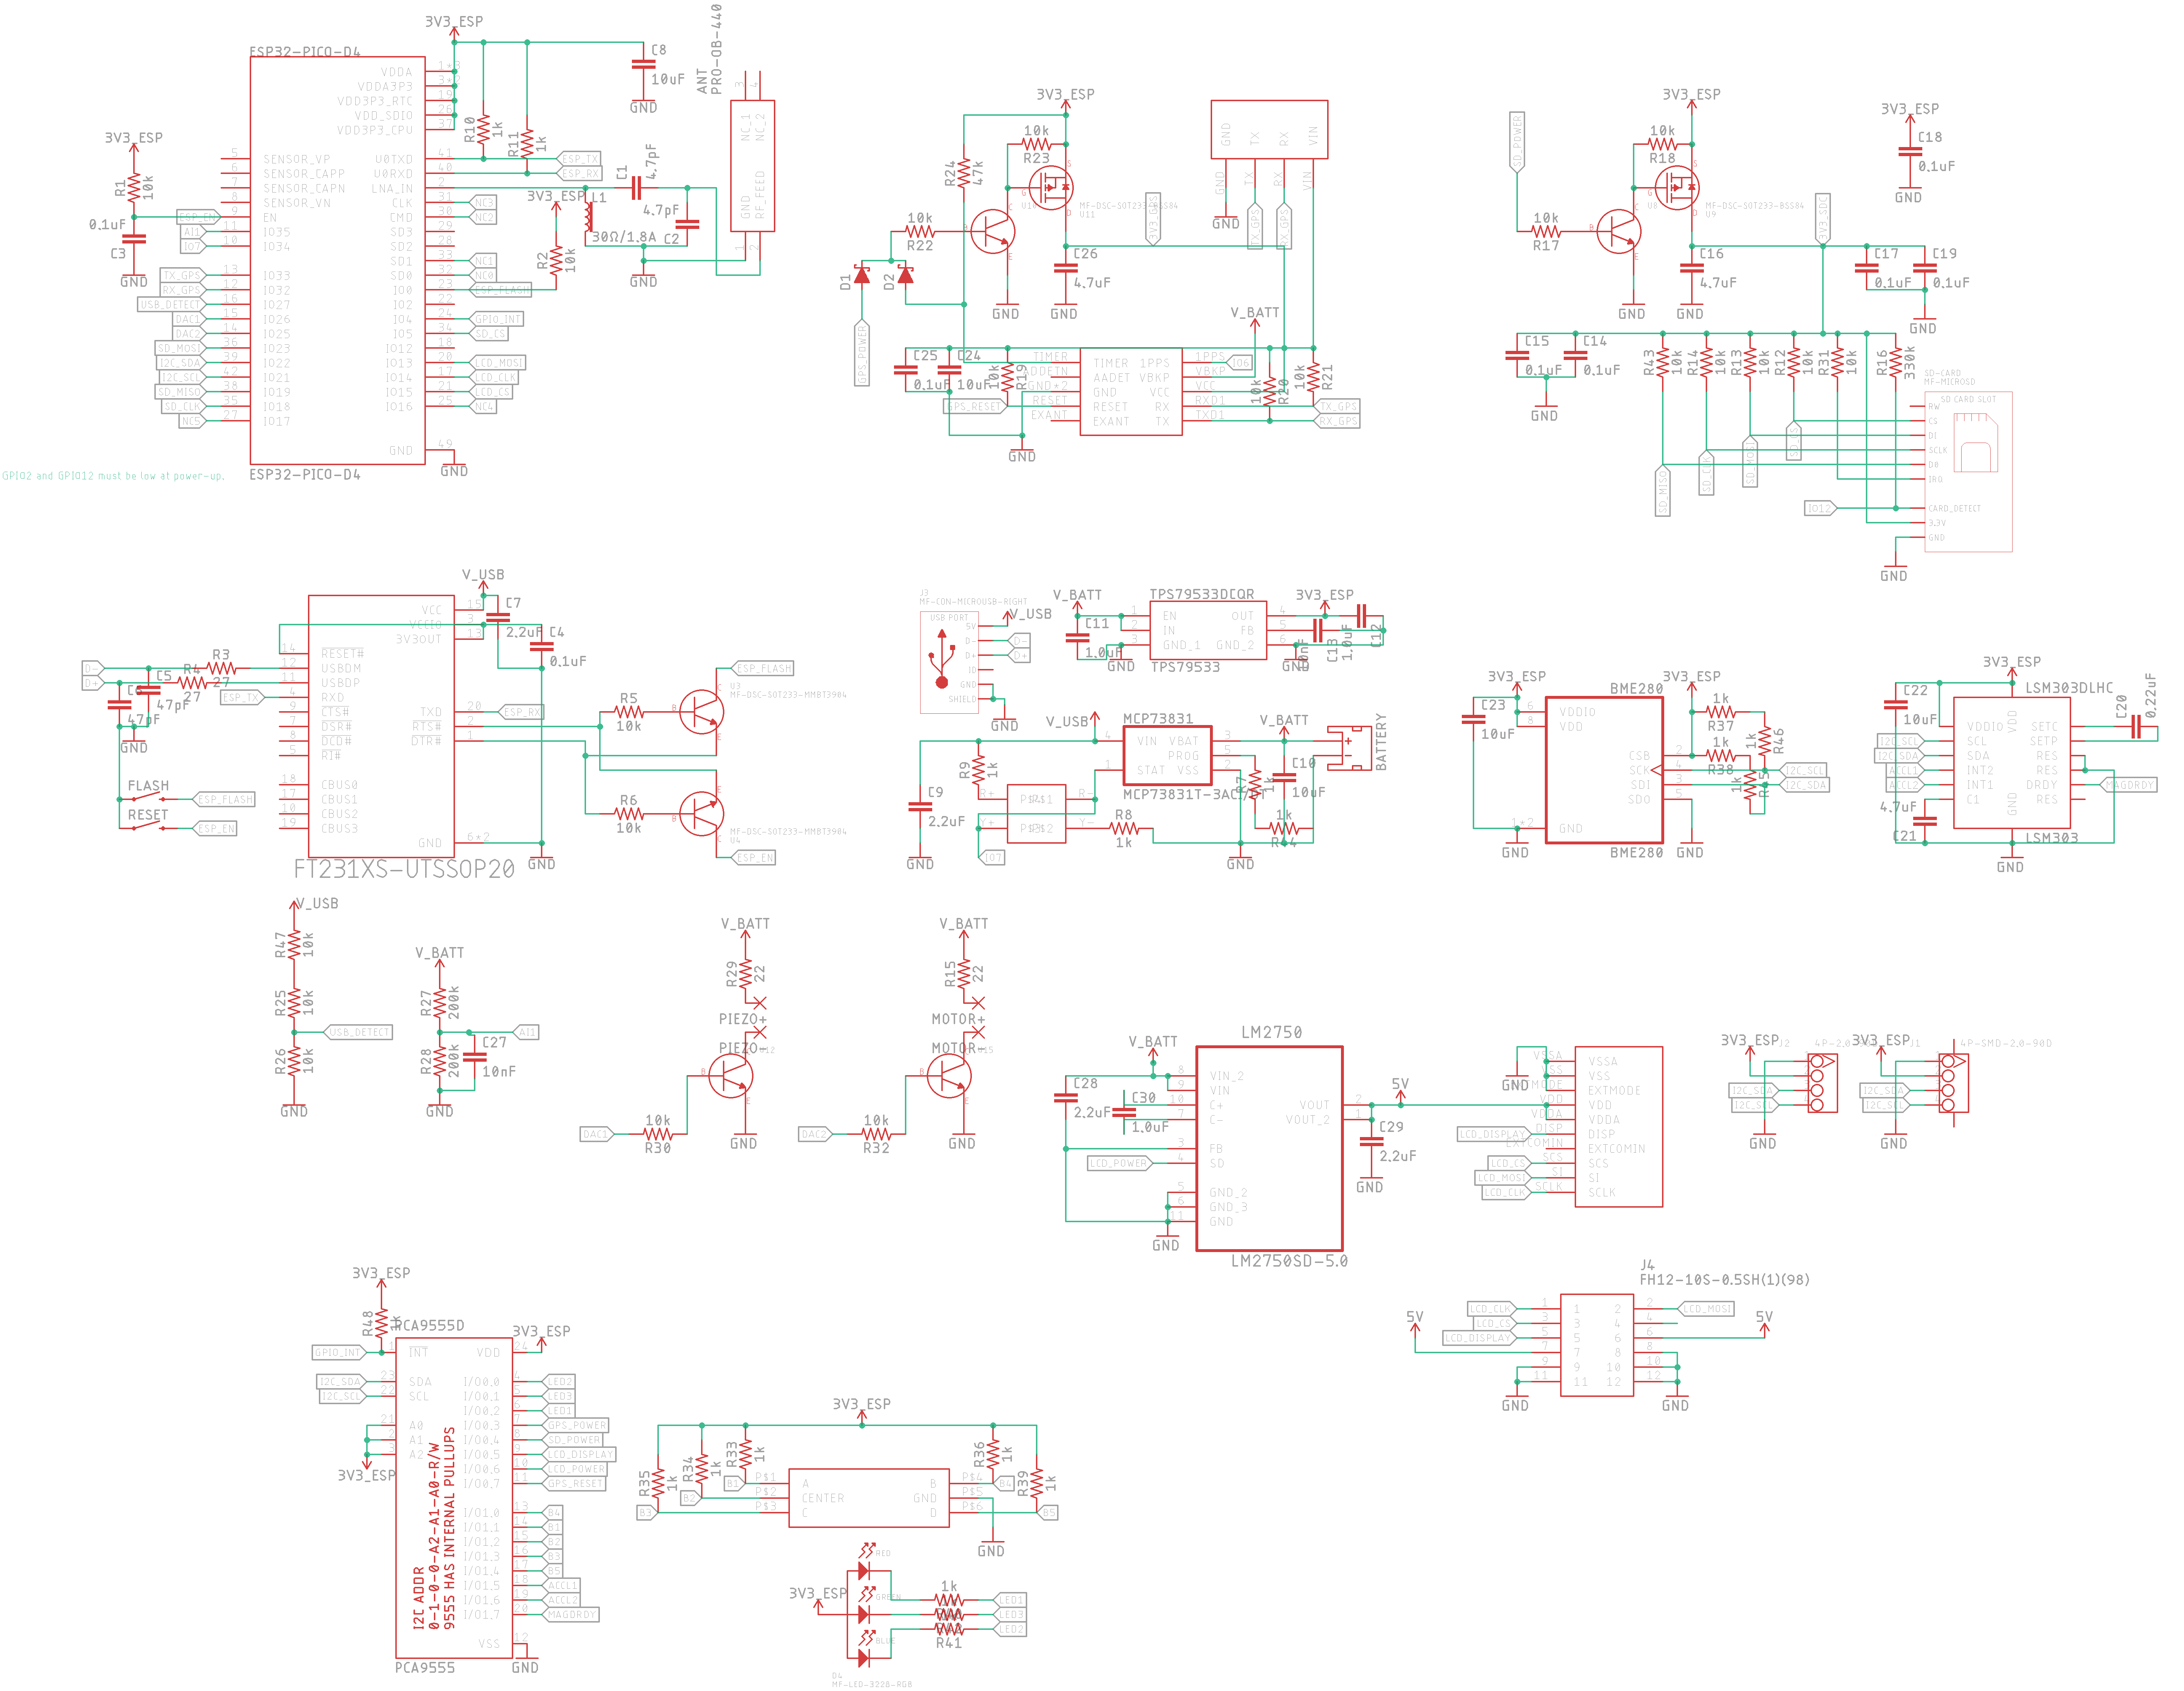 3V3_ESP
ESP32-PICO-D4
VDDA
VDDA3P3
VDD3P3_RTC
VDD_SDIO
VDD3P3_CPU
SENSOR_VP
SENSOR_CAPP
SENSOR_CAPN
SENSOR_VN
EN
IO35
IO34
IO33
IO32
IO27
IO26
IO25
IO23
IO22
IO21
IO19
IO18
IO17
U0TXD
U0RXD
LNA_IN
CLK
CMD
SD3
SD2
SD1
SD0
IO0
IO2
IO4
IO5
IO12
IO13
IO14
IO15
IO16
GND
ESP32-PICO-D4
GPIO2 and GPIO12 must be low at power-up.
3V3_ESP
R1
10k
0.1uF
C3
GND
ESP_EN
AI1
IO7
TX_GPS
RX_GPS
USB_DETECT
DAC1
DAC2
SD_MOSI
I2C_SDA
I2C_SCL
SD_MISO
SD_CLK
NC5
R10
1k
R11
1k
C8
10uF
GND
ESP_TX
ESP_RX
NC3
NC2
NC1
NC0
ESP_FLASH
GPIO_INT
SD_CS
LCD_MOSI
LCD_CLK
LCD_CS
NC4
3V3_ESP
R2
10k
L1
30Ω/1.8A
C1
4.7pF
4.7pF
C2
GND
ANT
PRO-OB-440
NC_1
NC_2
GND
RF_FEED
3V3_ESP
10k
R23
R24
47k
10k
R22
D1
D2
GPS_POWER
MF-DSC-SOT233-BSS84
U11
C26
4.7uF
GND
GND
3V3_GPS
GND
TX
RX
VIN
TX_GPS
RX_GPS
V_BATT
C25
0.1uF
C24
10uF
10k
R19
GPS_RESET
TIMER
AADET
GND
RESET
EXANT
1PPS
VBKP
VCC
RX
TX
IO6
10k
R20
10k
R21
TX_GPS
RX_GPS
GND
SD_POWER
3V3_ESP
10k
R18
10k
R17
MF-DSC-SOT233-BSS84
U9
C16
4.7uF
GND
GND
3V3_SDC
C17
0.1uF
C19
0.1uF
GND
3V3_ESP
C18
0.1uF
GND
C15
0.1uF
C14
0.1uF
GND
R43
10k
R14
10k
R13
10k
R12
10k
R31
10k
R16
330k
SD_MISO
SD_CLK
SD_MOSI
SD_CS
IO12
SD-CARD
MF-MICROSD
SD CARD SLOT
RW
CS
DI
SCLK
DO
IRQ
CARD_DETECT
3.3V
GND
GND
V_USB
VCC
VCCIO
3V3OUT
RESET#
USBDM
USBDP
RXD
CTS#
DSR#
DCD#
RI#
TXD
RTS#
DTR#
CBUS0
CBUS1
CBUS2
CBUS3
GND
FT231XS-UTSSOP20
C7
2.2uF
C4
0.1uF
GND
D-
D+
R3
R4
27
27
C5
47pF
C6
47pF
GND
ESP_TX
ESP_RX
FLASH
ESP_FLASH
RESET
ESP_EN
R5
10k
R6
10k
ESP_FLASH
U3
MF-DSC-SOT233-MMBT3904
MF-DSC-SOT233-MMBT3904
U4
ESP_EN
J3
MF-CON-MICROUSB-RIGHT
USB PORT
5V
D-
D+
ID
GND
SHIELD
V_USB
D-
D+
GND
V_BATT
C11
1.0uF
GND
TPS79533DCQR
EN
IN
GND_1
OUT
FB
GND_2
TPS79533
3V3_ESP
GND
10nF
C13
1.0uF
C12
V_USB
MCP73831
VIN
VBAT
PROG
STAT
VSS
V_BATT
BATTERY
R9
1k
C9
2.2uF
GND
R8
1k
IO7
R7
1k
C10
10uF
R44
GND
3V3_ESP
C23
10uF
GND
BME280
VDDIO
VDD
CSB
SCK
SDI
SDO
GND
BME280
GND
3V3_ESP
1k
R37
1k
R38
1k
R46
1k
I2C_SCL
I2C_SDA
3V3_ESP
LSM303DLHC
C22
10uF
VDDIO
VDD
SCL
SDA
INT2
INT1
C1
GND
SETC
SETP
RES
RES
DRDY
RES
C20
0.22uF
I2C_SCL
I2C_SDA
ACCL1
ACCL2
MAGDRDY
4.7uF
C21
LSM303
GND
V_USB
R47
10k
R25
10k
USB_DETECT
R26
10k
GND
V_BATT
R27
200k
AI1
R28
200k
C27
10nF
GND
V_BATT
R29
22
PIEZO+
PIEZO-
DAC1
10k
R30
GND
V_BATT
R15
22
MOTOR+
MOTOR-
DAC2
10k
R32
GND
V_BATT
LM2750
C28
2.2uF
C30
1.0uF
LCD_POWER
VIN_2
VIN
C+
C-
FB
SD
GND_2
GND_3
GND
VOUT
VOUT_2
GND
LM2750SD-5.0
5V
C29
2.2uF
GND
GND
VSSA
VSS
EXTMODE
VDD
VDDA
DISP
EXTCOMIN
SCS
SI
SCLK
LCD_DISPLAY
LCD_CS
LCD_MOSI
LCD_CLK
3V3_ESP
J2
I2C_SDA
I2C_SCL
GND
3V3_ESP
J1
4P-SMD-2.0-90D
I2C_SDA
I2C_SCL
GND
J4
FH12-10S-0.5SH(1)(98)
LCD_CLK
LCD_CS
LCD_DISPLAY
LCD_MOSI
5V
5V
GND
GND
3V3_ESP
R48
PCA9555D
3V3_ESP
GPIO_INT
I2C_SDA
I2C_SCL
3V3_ESP
INT
SDA
SCL
A0
A1
A2
VDD
I/O0.0
I/O0.1
I/O0.2
I/O0.3
I/O0.4
I/O0.5
I/O0.6
I/O0.7
I/O1.0
I/O1.1
I/O1.2
I/O1.3
I/O1.4
I/O1.5
I/O1.6
I/O1.7
VSS
I2C ADDR
0-1-0-0-A2-A1-A0-R/W
9555 HAS INTERNAL PULLUPS
LED2
LED3
LED1
GPS_POWER
SD_POWER
LCD_DISPLAY
LCD_POWER
GPS_RESET
B4
B1
B2
B3
B5
ACCL1
ACCL2
MAGDRDY
PCA9555
GND
3V3_ESP
R35
1k
R34
1k
R33
1k
R36
1k
R39
1k
B1
B2
B3
B4
B5
P$1
P$2
P$3
P$4
P$5
P$6
A
CENTER
C
B
GND
D
GND
3V3_ESP
RED
GREEN
BLUE
1k
R41
LED1
LED3
LED2
D4
MF-LED-3228-RGB